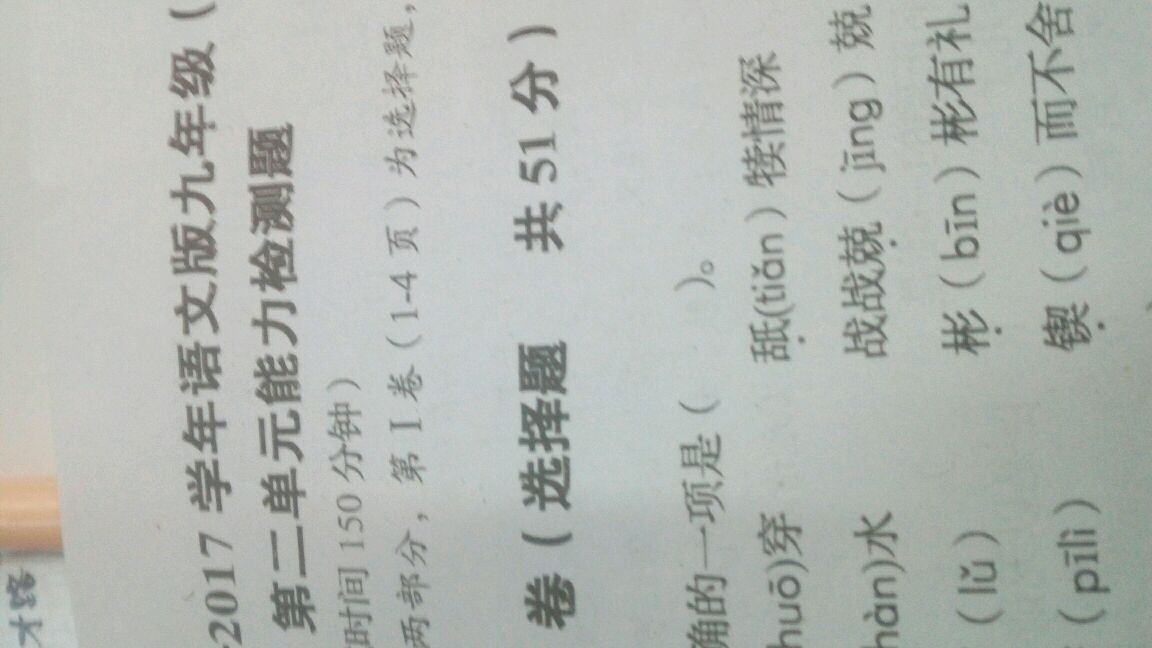 才路
-2017 学年语文版九年级（
第二单元能力检测题
时间 150 分钟）
两部分，第Ⅰ卷（1-4 页）为选择题，
卷（选择题 共 51 分）
确的一项是（ ）。
huō)穿 舐(tiǎn）犊情深
hàn)水 战战兢（jīng）兢
（lǔ） 彬（bīn）彬有礼
（pīlì） 锲（qiè）而不舍